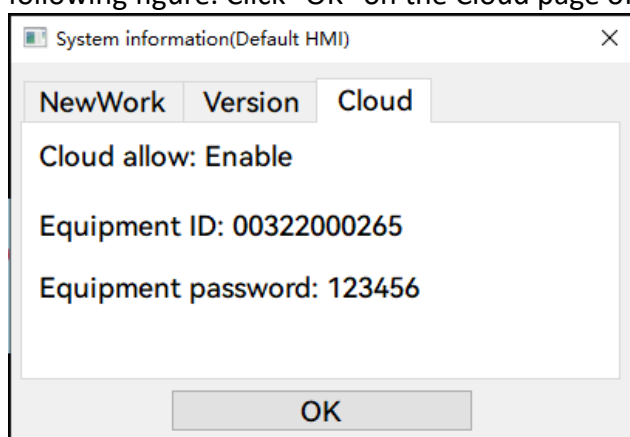 following figure. Click "OK" on the Cloud page of
System information(Default HMI)
NewWork Version Cloud
Cloud allow: Enable
Equipment ID: 00322000265
Equipment password: 123456
OK